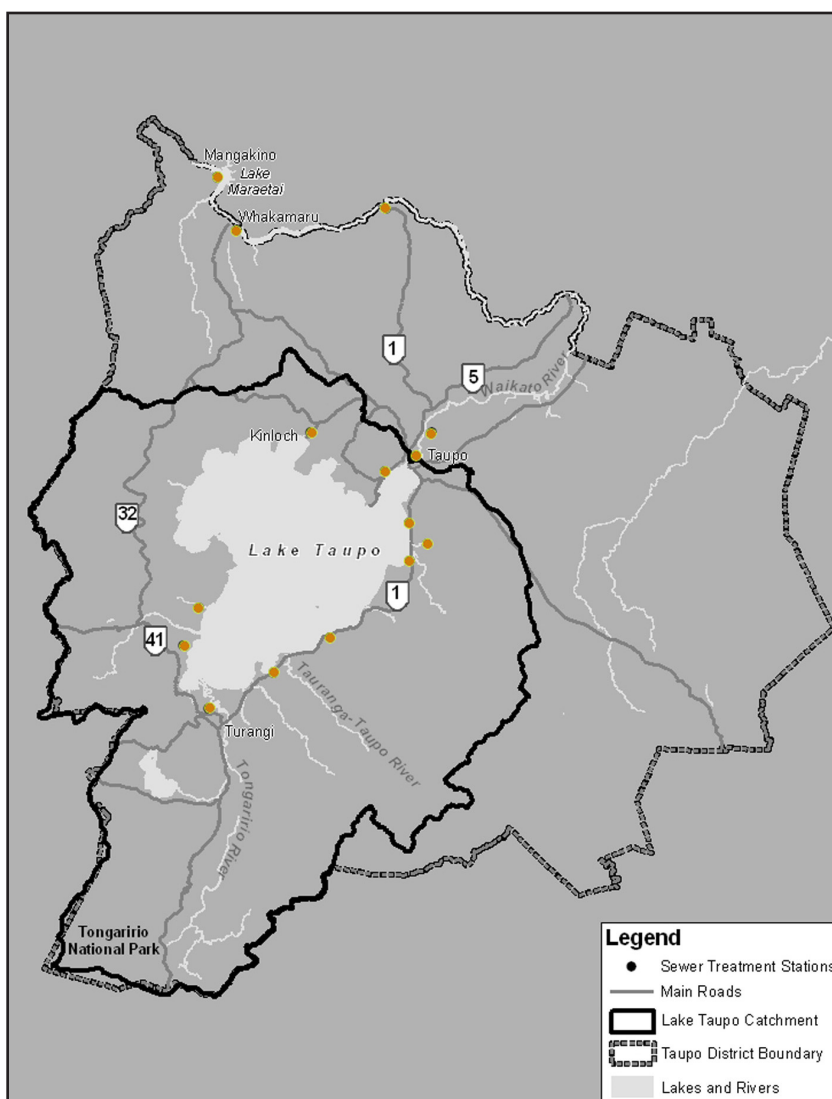 Mangakino
Lake
Maraetai
Whakamaru
1
5
Waikato River
Kinloch
Taupo
32
Lake Taupo
1
41
Tauranga-Taupo River
Turangi
Tongaririo River
Tongaririo
National Park
Legend
Sewer Treatment Stations
Main Roads
Lake Taupo Catchment
Taupo District Boundary
Lakes and Rivers